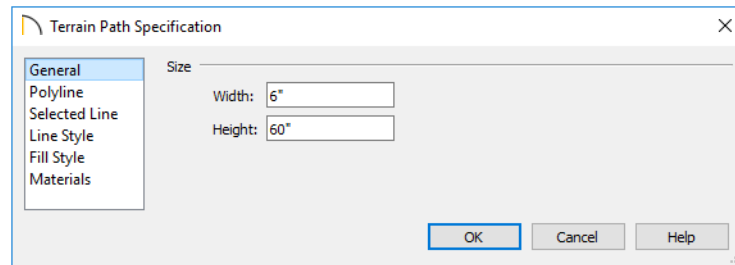 Terrain Path Specification
General
Polyline
Selected Line
Line Style
Fill Style
Materials
Size
Width: 6"
Height: 60"
OK Cancel Help